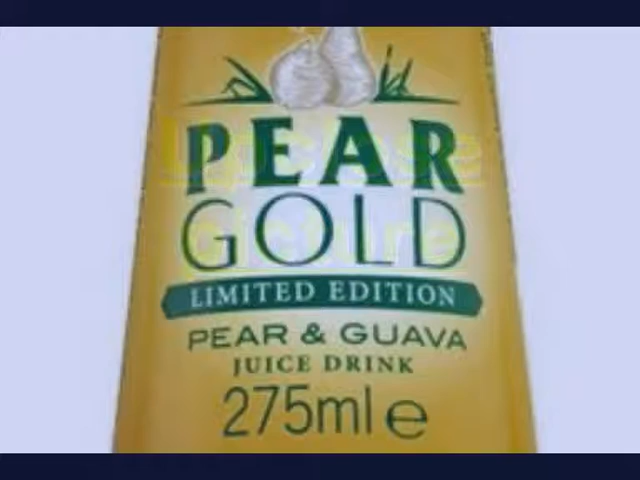 PEAR
GOLD
LIMITED EDITION
PEAR & GUAVA
JUICE DRINK
275ml e